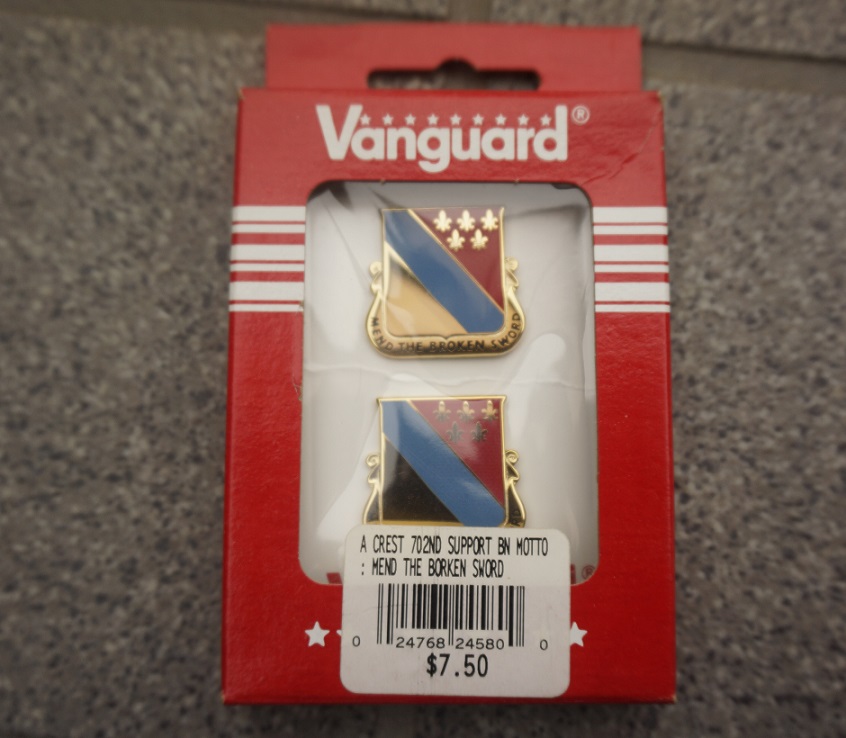 Vanguard®
MEND THE BROKEN SWORD
A CREST 702ND SUPPORT BN MOTTO
: MEND THE BORKEN SWORD
0 24768 24580 0
$7.50